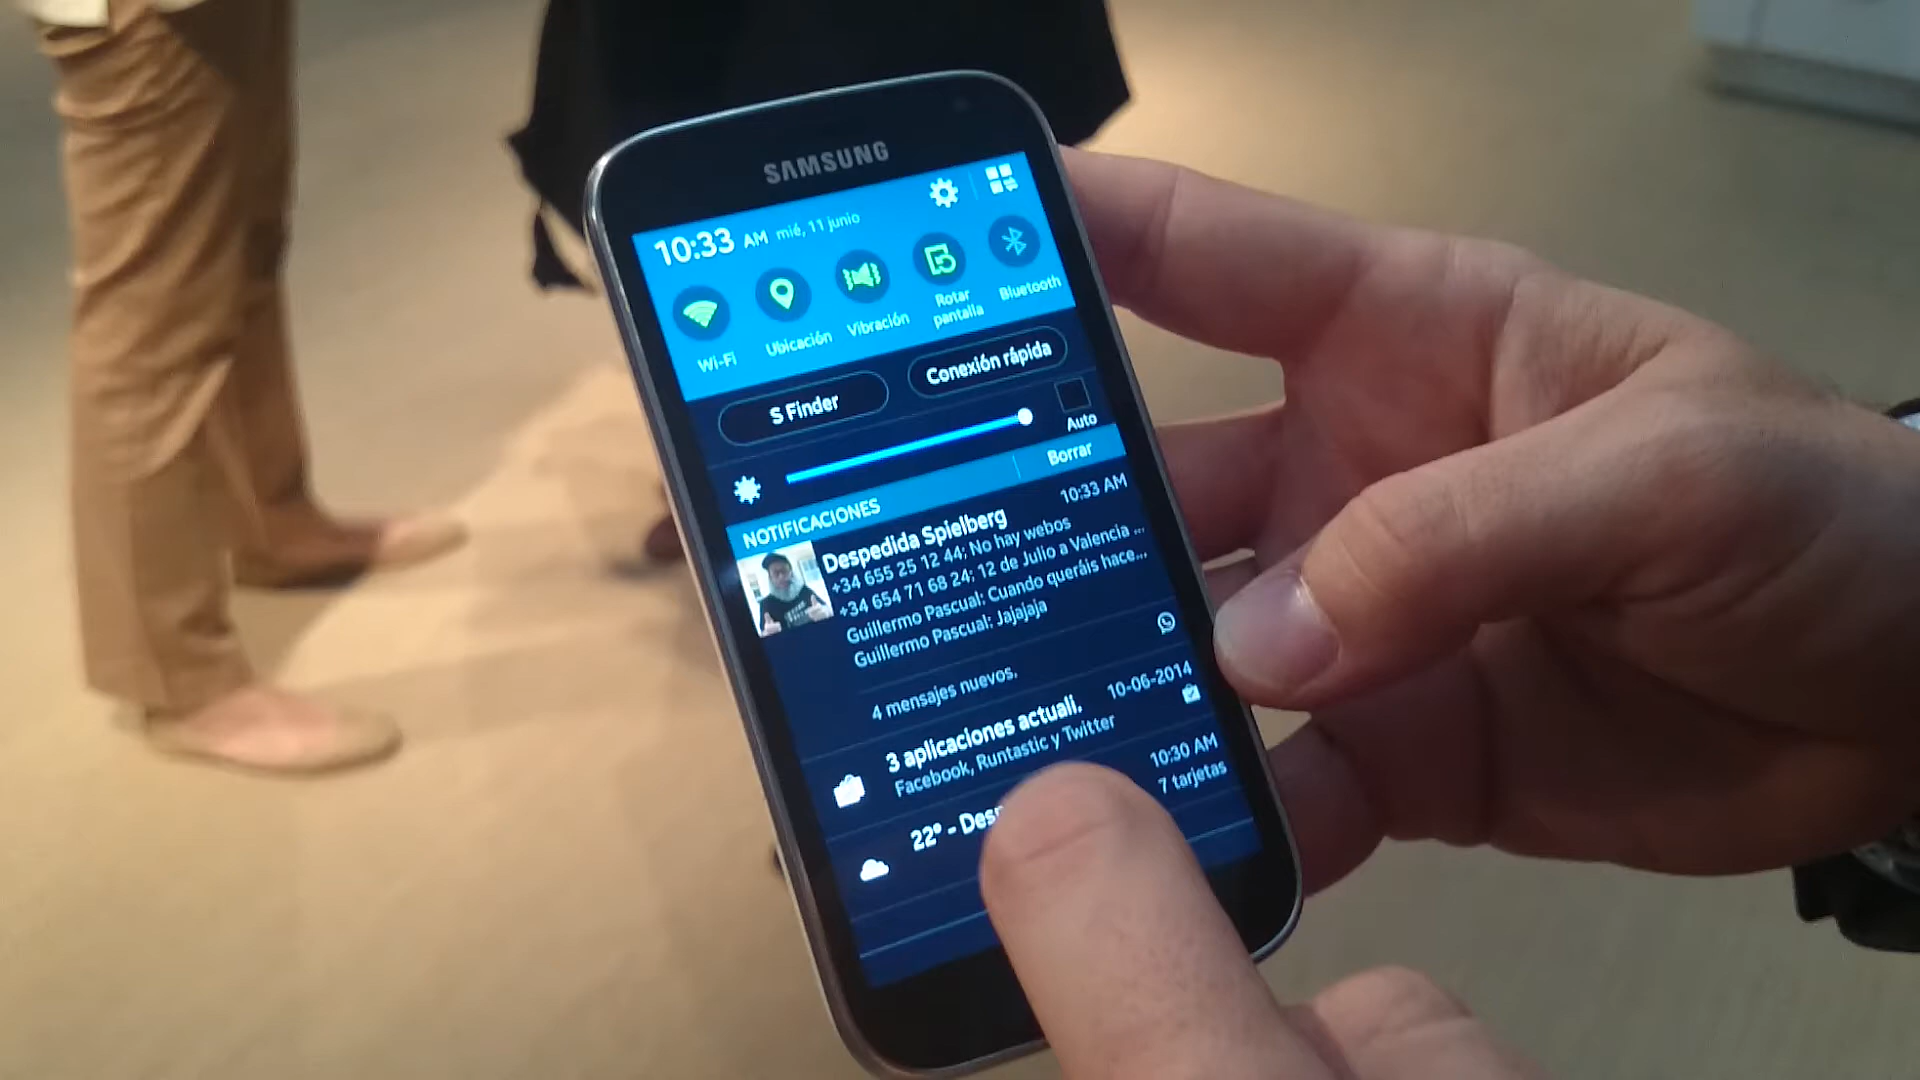 SAMSUNG
10:33 AM mié, 11 junio
Wi-Fi
Ubicación
Vibración
Rotar
pantalla
Bluetooth
S Finder
Conexión rápida
Auto
NOTIFICACIONES
Borrar
Despedida Spielberg
10:33 AM
+34 655 25 12 44: No hay webos
+34 654 71 68 24: 12 de Julio a Valencia ...
Guillermo Pascual: Cuando queráis hace...
Guillermo Pascual: Jajajaja
4 mensajes nuevos.
3 aplicaciones actuali.
10-06-2014
Facebook, Runtastic y Twitter
22° -
10:30 AM
7 tarjetas